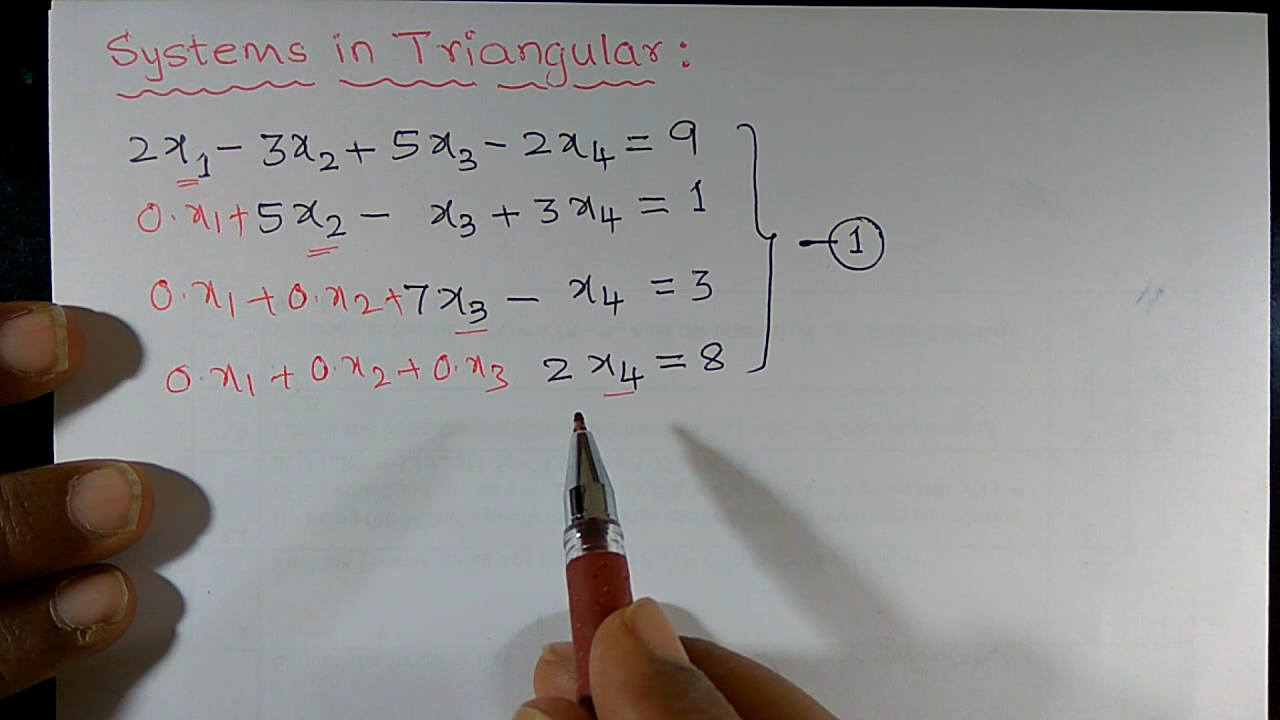 Systems in Triangular:
2x₁ - 3x₂ + 5x₃ - 2x₄ = 9
0.x₁ + 5x₂ - x₃ + 3x₄ = 1
0.x₁ + 0.x₂ + 7x₃ - x₄ = 3
0.x₁ + 0.x₂ + 0.x₃ 2x₄ = 8
1